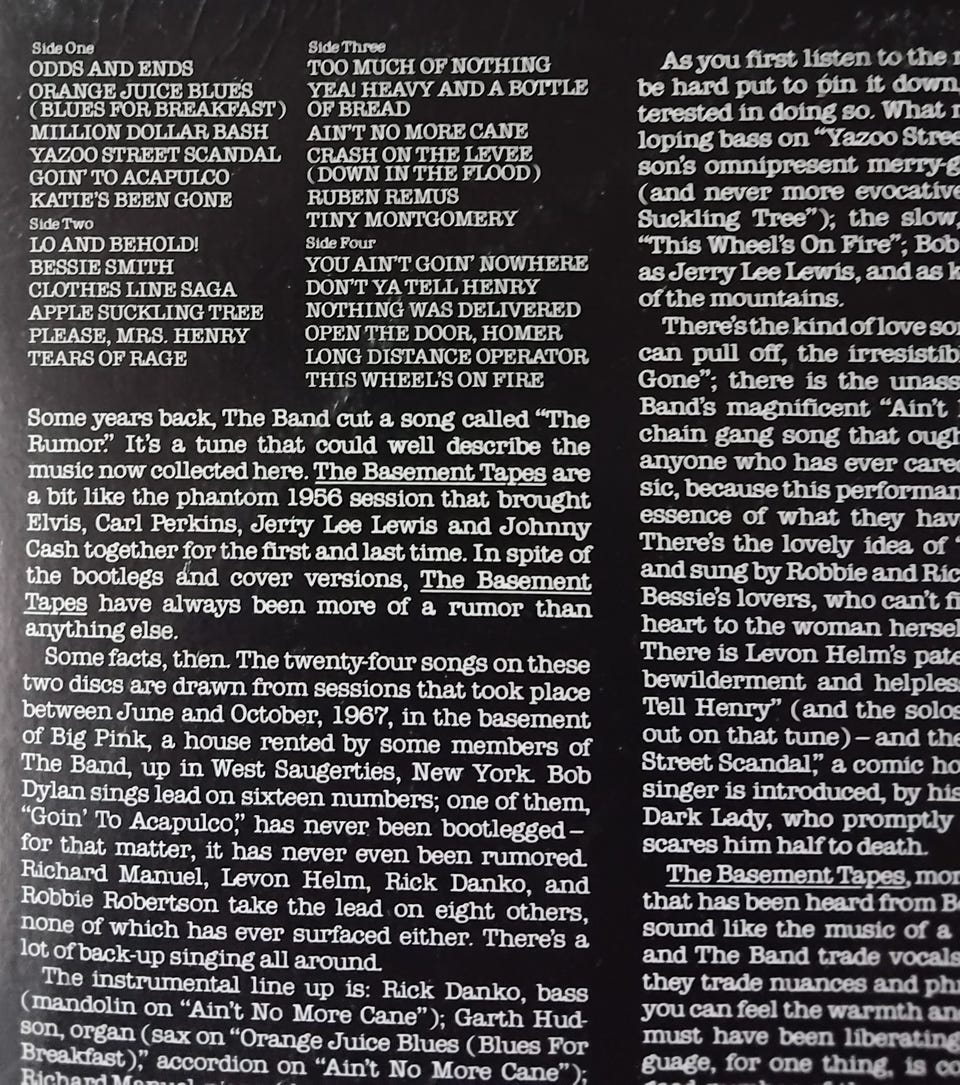 Side One
ODDS AND ENDS
ORANGE JUICE BLUES
(BLUES FOR BREAKFAST)
MILLION DOLLAR BASH
YAZOO STREET SCANDAL
GOIN' TO ACAPULCO
KATIE'S BEEN GONE
Side Two
LO AND BEHOLD!
BESSIE SMITH
CLOTHES LINE SAGA
APPLE SUCKLING TREE
PLEASE, MRS. HENRY
TEARS OF RAGE
Side Three
TOO MUCH OF NOTHING
YEA! HEAVY AND A BOTTLE
OF BREAD
AIN'T NO MORE CANE
CRASH ON THE LEVEE
(DOWN IN THE FLOOD)
RUBEN REMUS
TINY MONTGOMERY
Side Four
YOU AIN'T GOIN' NOWHERE
DON'T YA TELL HENRY
NOTHING WAS DELIVERED
OPEN THE DOOR, HOMER
LONG DISTANCE OPERATOR
THIS WHEEL'S ON FIRE
Some years back, The Band cut a song called "The
Rumor." It's a tune that could well describe the
music now collected here. The Basement Tapes are
a bit like the phantom 1956 session that brought
Elvis, Carl Perkins, Jerry Lee Lewis and Johnny
Cash together for the first and last time. In spite of
the bootlegs and cover versions, The Basement
Tapes have always been more of a rumor than
anything else.
Some facts, then. The twenty-four songs on these
two discs are drawn from sessions that took place
between June and October, 1967, in the basement
of Big Pink, a house rented by some members of
The Band, up in West Saugerties, New York. Bob
Dylan sings lead on sixteen numbers; one of them,
"Goin' To Acapulco," has never been bootlegged–
for that matter, it has never even been rumored.
Richard Manuel, Levon Helm, Rick Danko, and
Robbie Robertson take the lead on eight others,
none of which has ever surfaced either. There's a
lot of back-up singing all around.
The instrumental line up is: Rick Danko, bass
(mandolin on "Ain't No More Cane"); Garth Hud-
son, organ (sax on "Orange Juice Blues (Blues For
Breakfast)," accordion on "Ain't No More Cane");
Richard Manuel
As you first listen to the
be hard put to pin it down,
terested in doing so. What
loping bass on "Yazoo Stree
son's omnipresent merry-g
(and never more evocative
Suckling Tree"); the slow,
"This Wheel's On Fire"; Bob
as Jerry Lee Lewis, and as k
of the mountains.
There's the kind of love so
can pull off, the irresistib
Gone"; there is the unass
Band's magnificent "Ain't
chain gang song that ough
anyone who has ever care
sic, because this performan
essence of what they hav
There's the lovely idea of "
and sung by Robbie and Ric
Bessie's lovers, who can't fi
heart to the woman hersel
There is Levon Helm's pate
bewilderment and helples
Tell Henry" (and the solos
out on that tune)–and the
Street Scandal," a comic ho
singer is introduced, by his
Dark Lady, who promptly
scares him half to death.
The Basement Tapes, mor
that has been heard from B
sound like the music of a
and The Band trade vocals
they trade nuances and phr
you can feel the warmth an
must have been liberating
guage, for one thing, is co